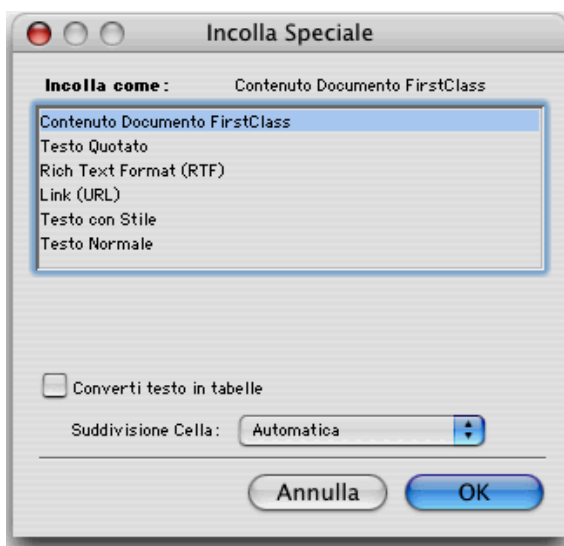 Incolla Speciale
Incolla come: Contenuto Documento FirstClass
Contenuto Documento FirstClass
Testo Quotato
Rich Text Format (RTF)
Link (URL)
Testo con Stile
Testo Normale
Converti testo in tabelle
Suddivisione Cella: Automatica
Annulla OK